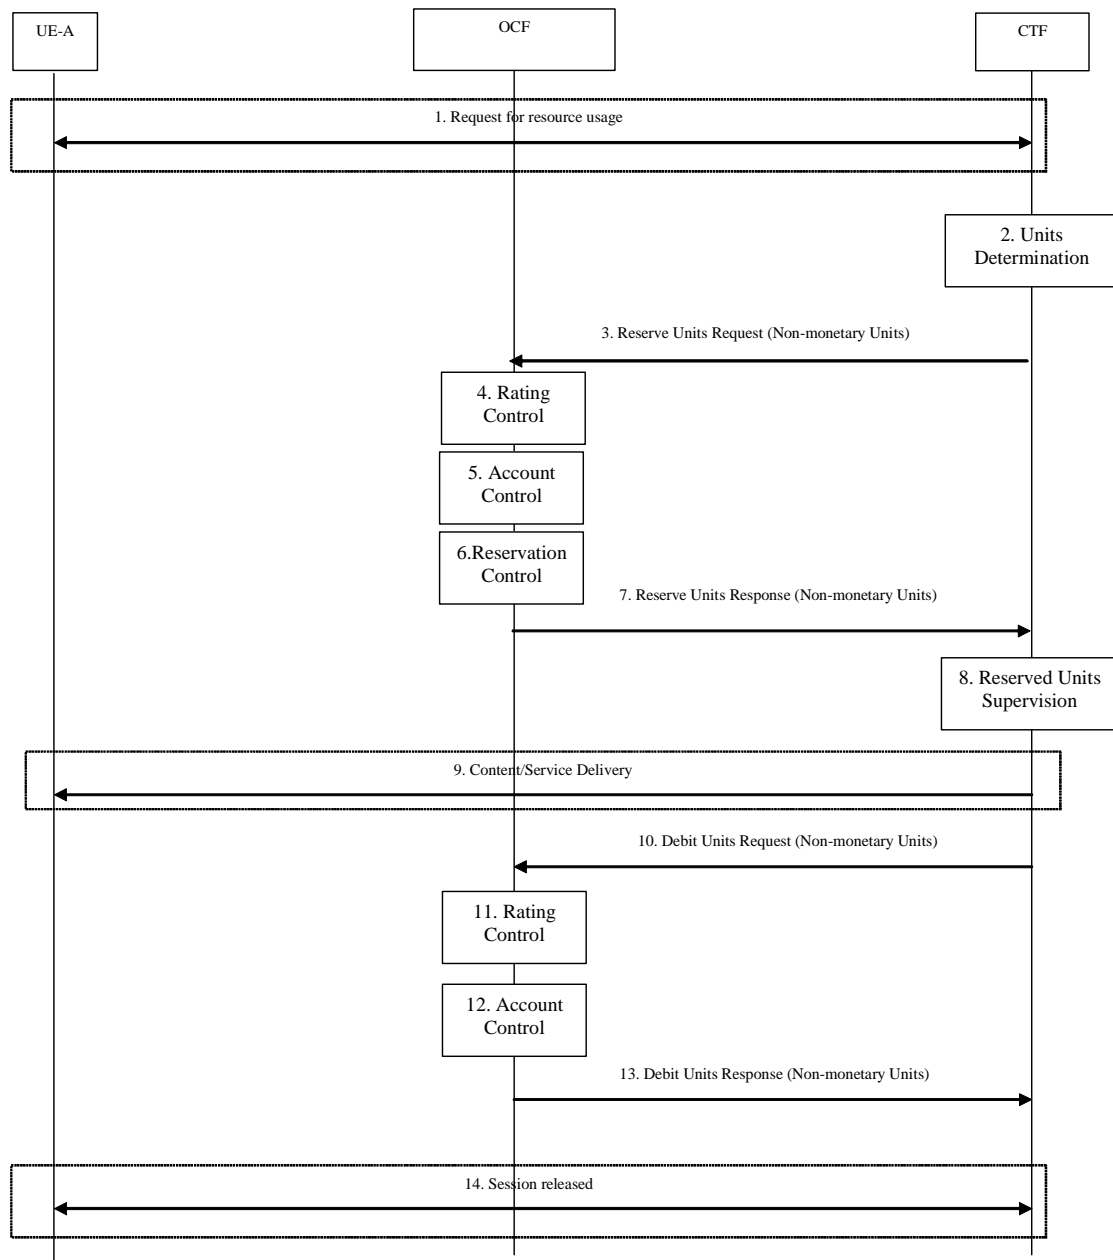 UE-A
OCF
CTF
1. Request for resource usage
2. Units
Determination
3. Reserve Units Request (Non-monetary Units)
4. Rating
Control
5. Account
Control
6.Reservation
Control
7. Reserve Units Response (Non-monetary Units)
8. Reserved Units
Supervision
9. Content/Service Delivery
10. Debit Units Request (Non-monetary Units)
11. Rating
Control
12. Account
Control
13. Debit Units Response (Non-monetary Units)
14. Session released